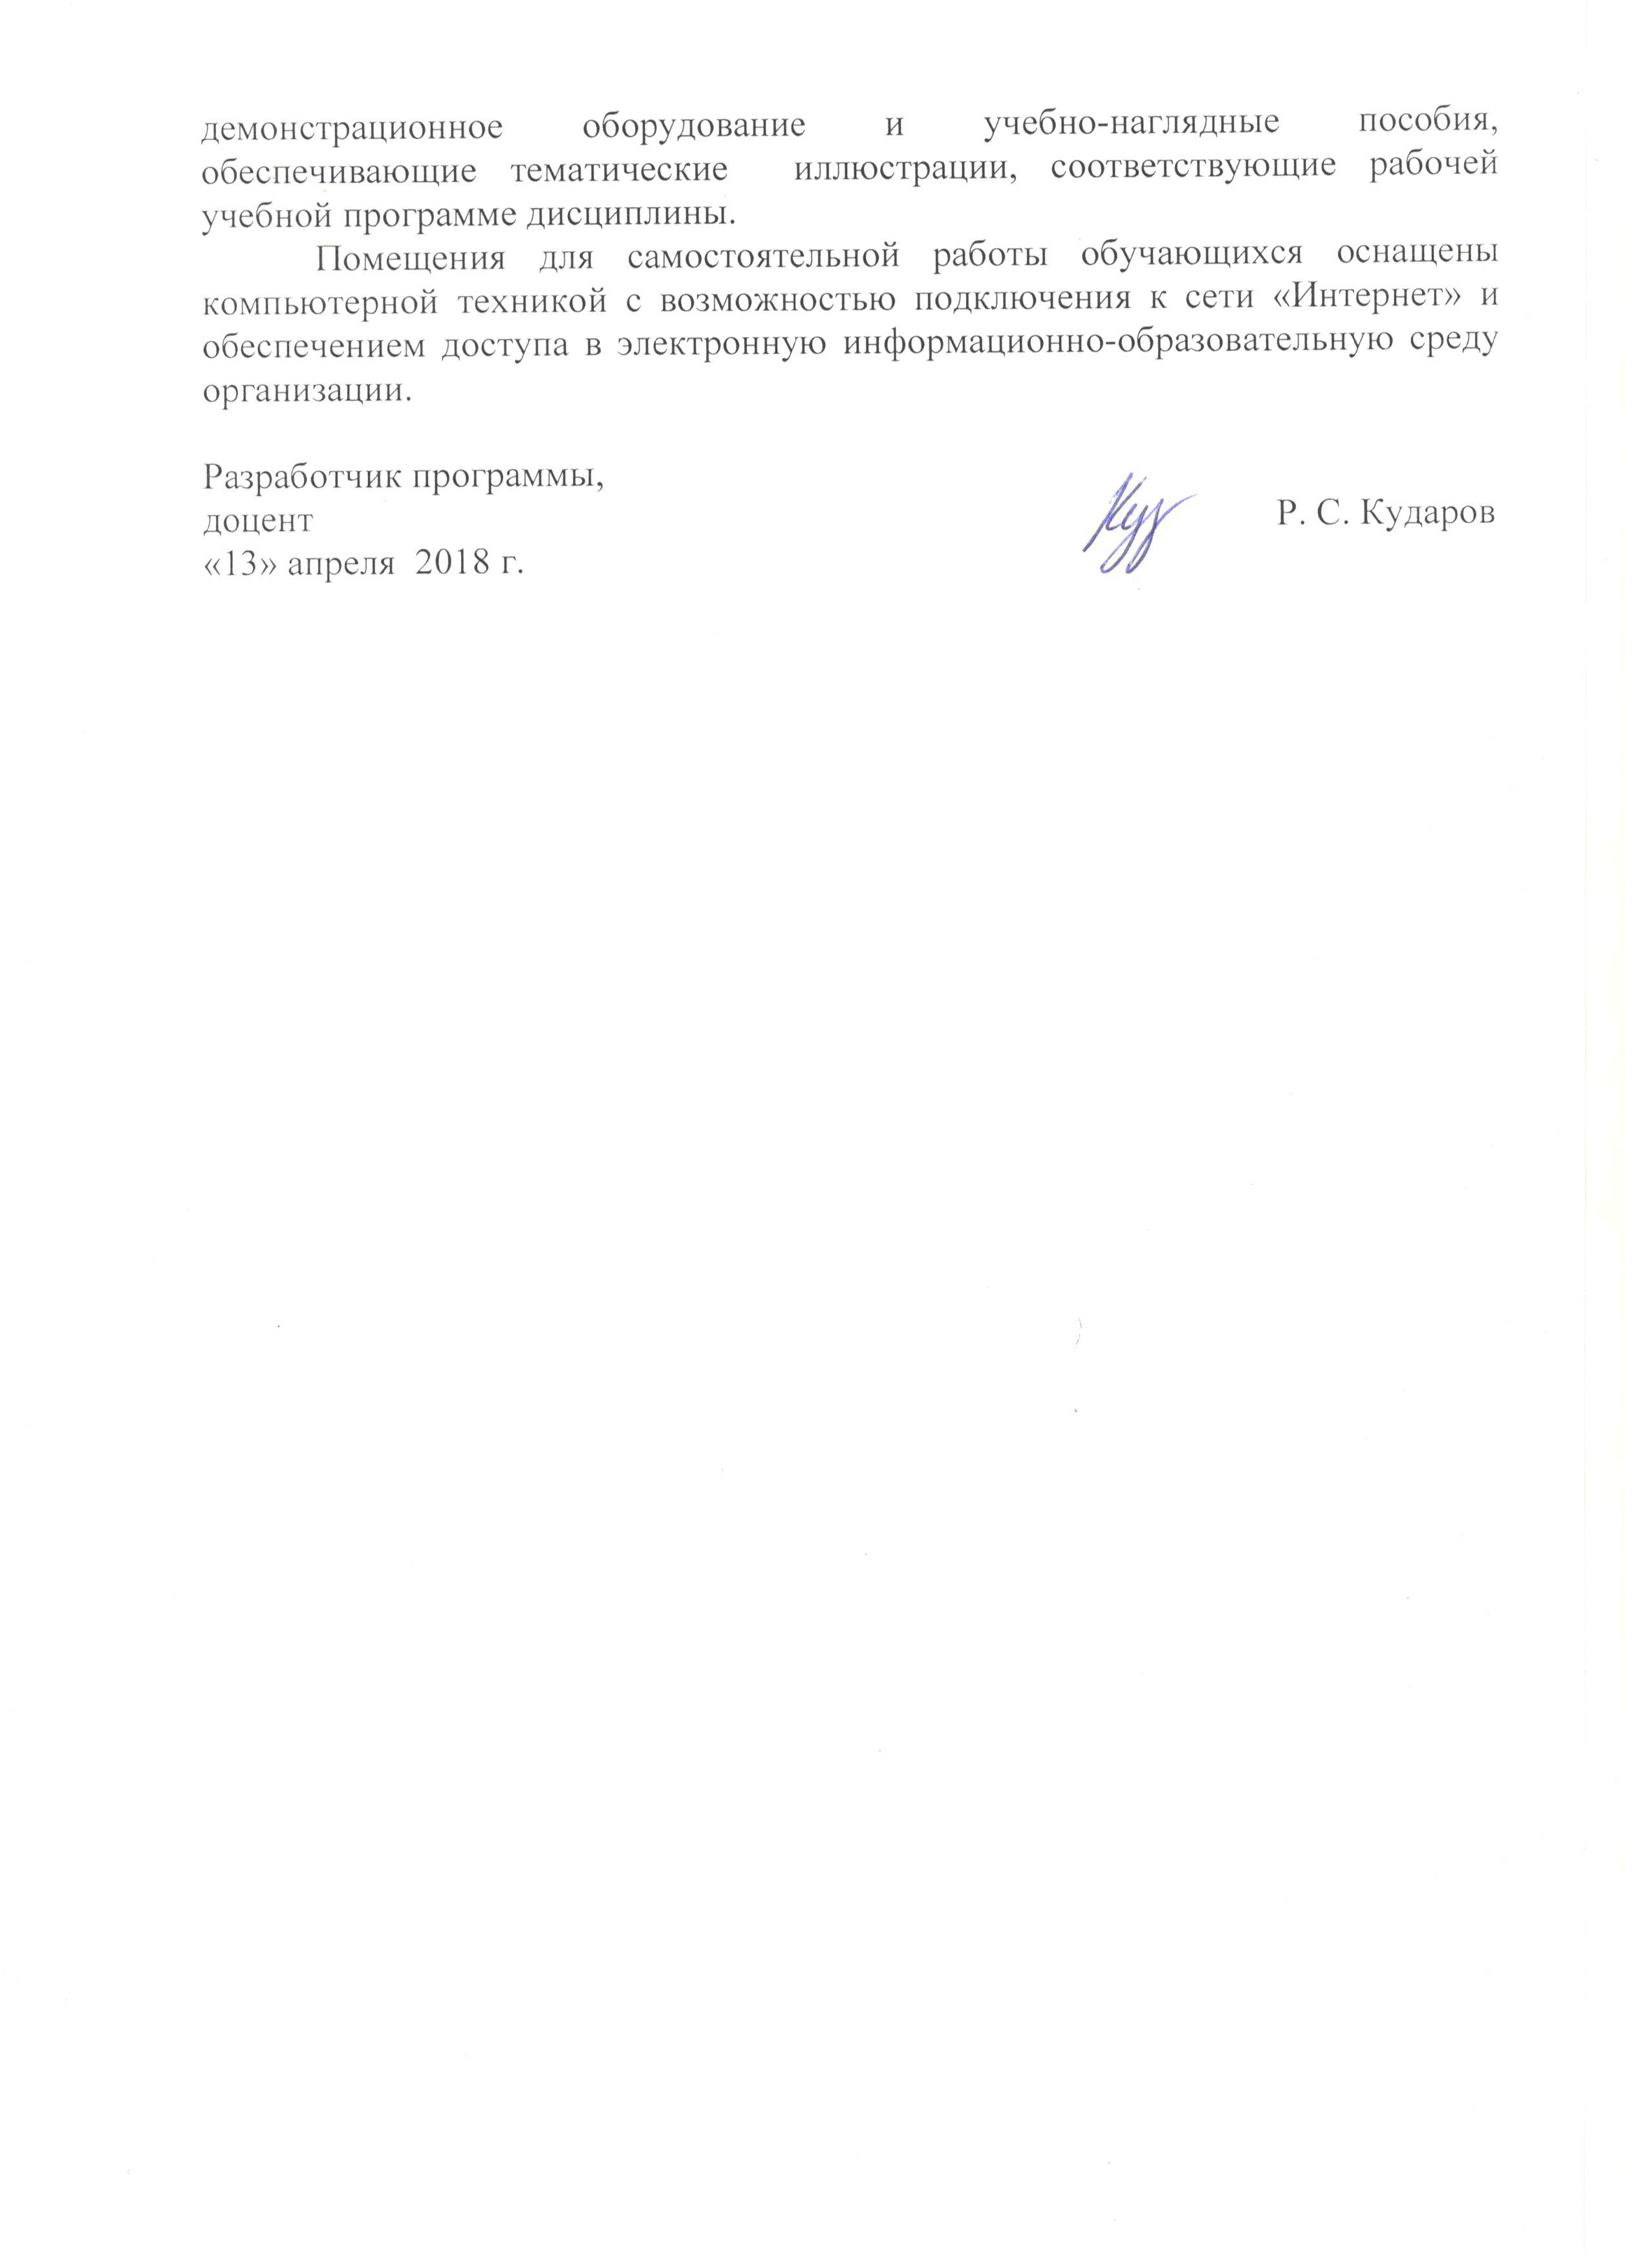 демонстрационное оборудование и учебно-наглядные пособия,
обеспечивающие тематические иллюстрации, соответствующие рабочей
учебной программе дисциплины.
Помещения для самостоятельной работы обучающихся оснащены
компьютерной техникой с возможностью подключения к сети «Интернет» и
обеспечением доступа в электронную информационно-образовательную среду
организации.
Разработчик программы,
доцент
Р. С. Кударов
«13» апреля 2018 г.